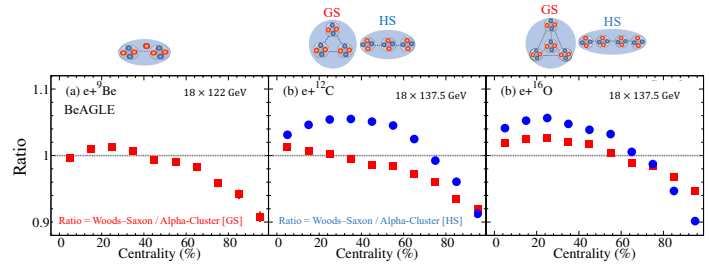 GS
HS
GS
HS
(a) e+⁹Be
18 × 122 GeV
BeAGLE
(b) e+¹²C
18 × 137.5 GeV
(b) e+¹⁶O
18 × 137.5 GeV
Ratio
1.1
1
0.9
Ratio = Woods–Saxon / Alpha-Cluster [GS]
Ratio = Woods–Saxon / Alpha-Cluster [HS]
0 20 40 60 80
0 20 40 60 80
0 20 40 60 80
Centrality (%)
Centrality (%)
Centrality (%)